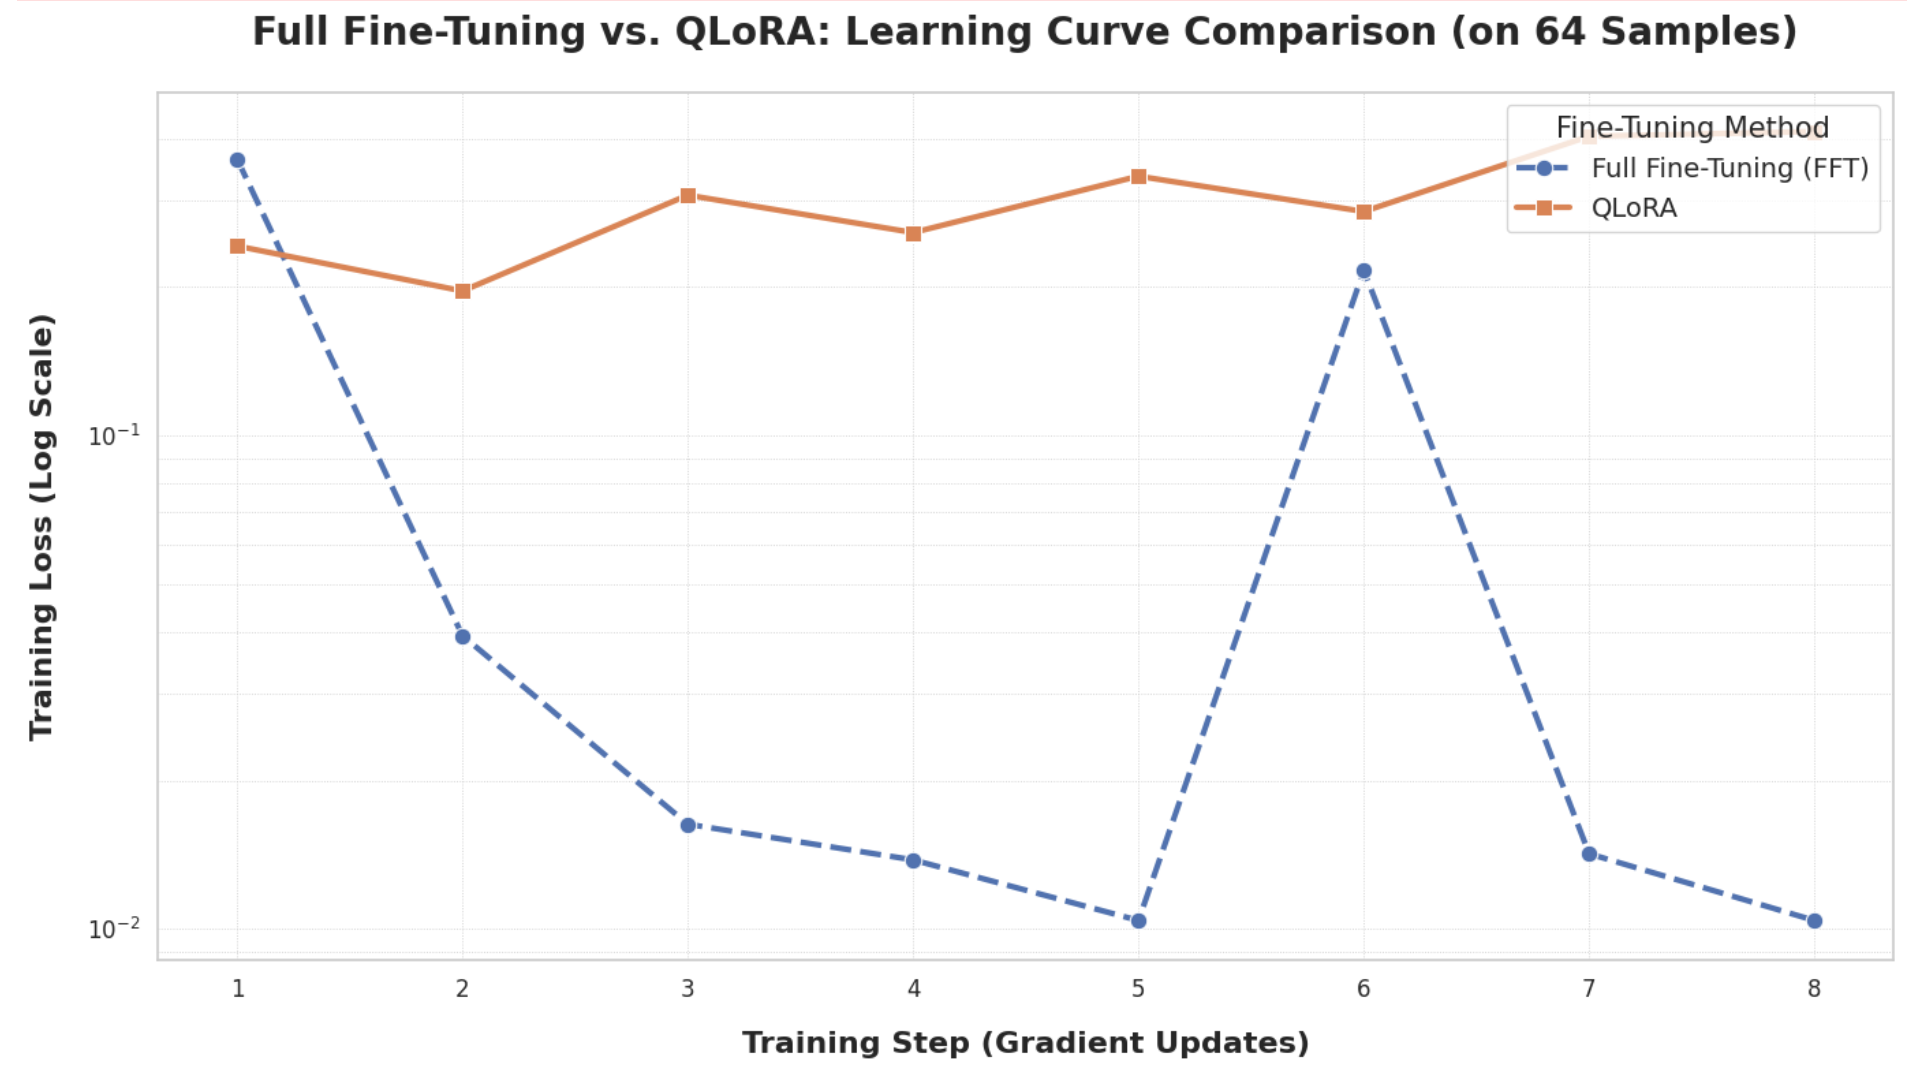 Full Fine-Tuning vs. QLoRA: Learning Curve Comparison (on 64 Samples)
Fine-Tuning Method
Full Fine-Tuning (FFT)
QLoRA
Training Loss (Log Scale)
10⁻¹
10⁻²
1 2 3 4 5 6 7 8
Training Step (Gradient Updates)